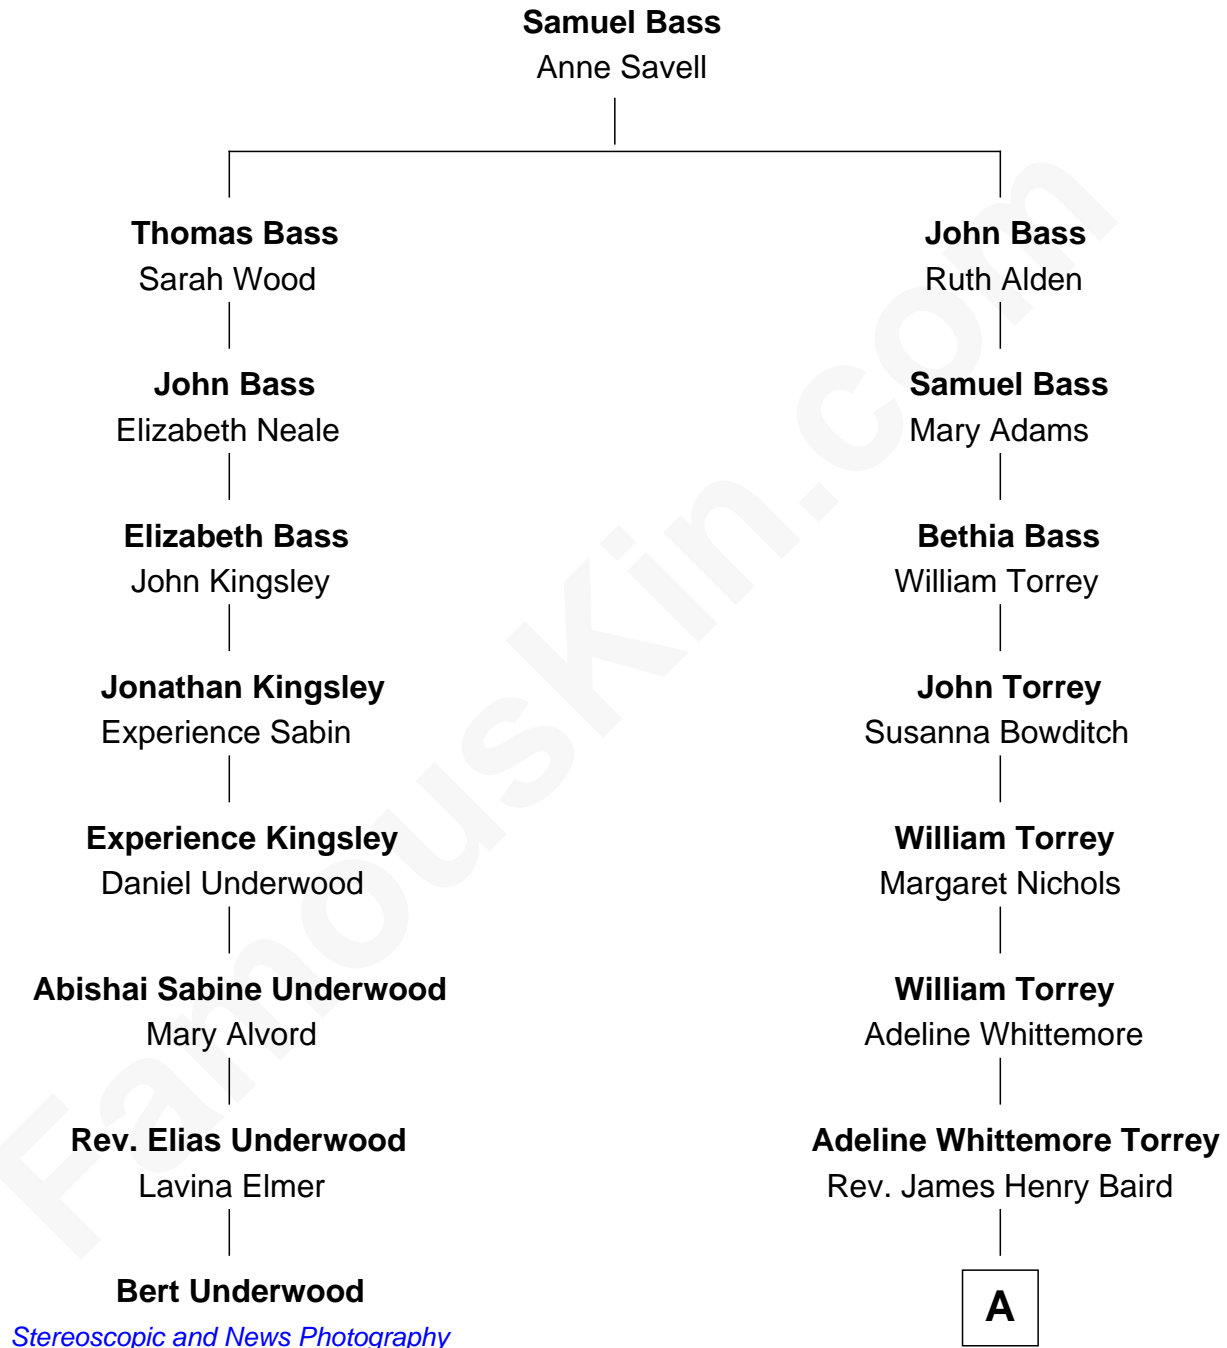 Samuel Bass
Anne Savell
Thomas Bass
Sarah Wood
John Bass
Ruth Alden
John Bass
Elizabeth Neale
Samuel Bass
Mary Adams
Elizabeth Bass
John Kingsley
Bethia Bass
William Torrey
Jonathan Kingsley
Experience Sabin
John Torrey
Susanna Bowditch
Experience Kingsley
Daniel Underwood
William Torrey
Margaret Nichols
Abishai Sabine Underwood
Mary Alvord
William Torrey
Adeline Whittemore
Rev. Elias Underwood
Lavina Elmer
Adeline Whittemore Torrey
Rev. James Henry Baird
Bert Underwood
Stereoscopic and News Photography
A
FamousKin.com